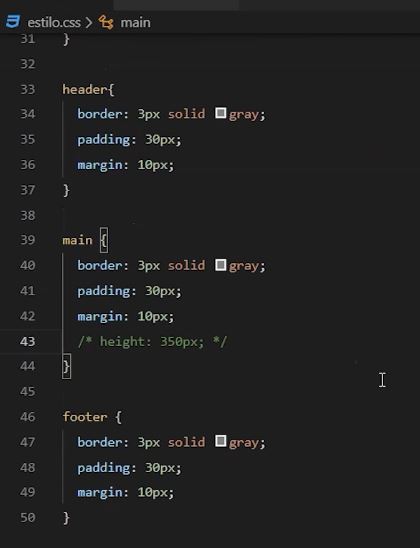 estilo.css > main
31 }
32
33 header{
34 border: 3px solid gray;
35 padding: 30px;
36 margin: 10px;
37 }
38
39 main {
40 border: 3px solid gray;
41 padding: 30px;
42 margin: 10px;
43 /* height: 350px; */
44 }
45
46 footer {
47 border: 3px solid gray;
48 padding: 30px;
49 margin: 10px;
50 }